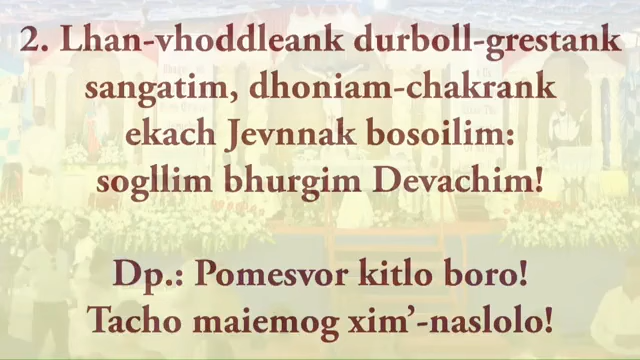 2. Lhan-vhoddleank durboll-grestank
sangatim, dhoniam-chakrank
ekach Jevnnak bosoilim:
sogllim bhurgim Devachim!
Dp.: Pomesvor kitlo boro!
Tacho maiemog xim’-naslolo!